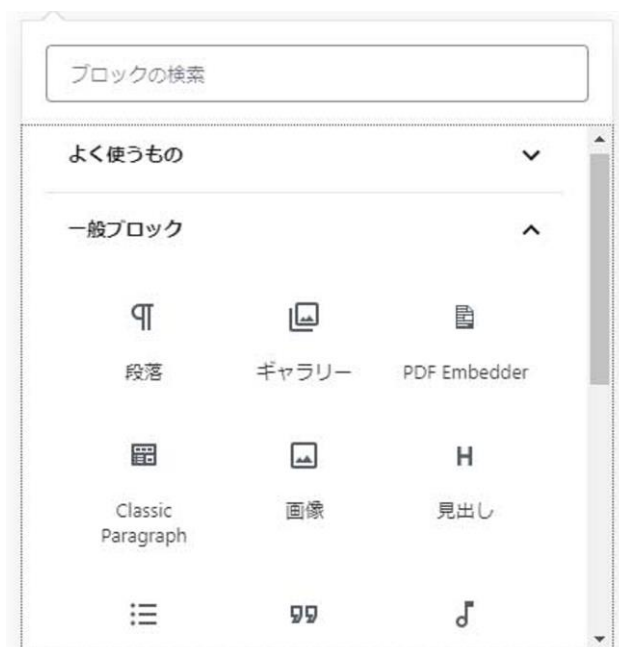 ブロックの検索
よく使うもの
一般ブロック
段落
ギャラリー
PDF Embedder
Classic
Paragraph
画像
見出し